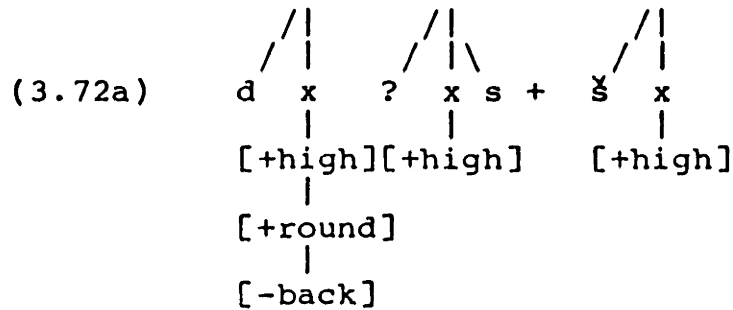 (3.72a) d x ? x s + š x
[+high][+high] [+high]
[+round]
[-back]